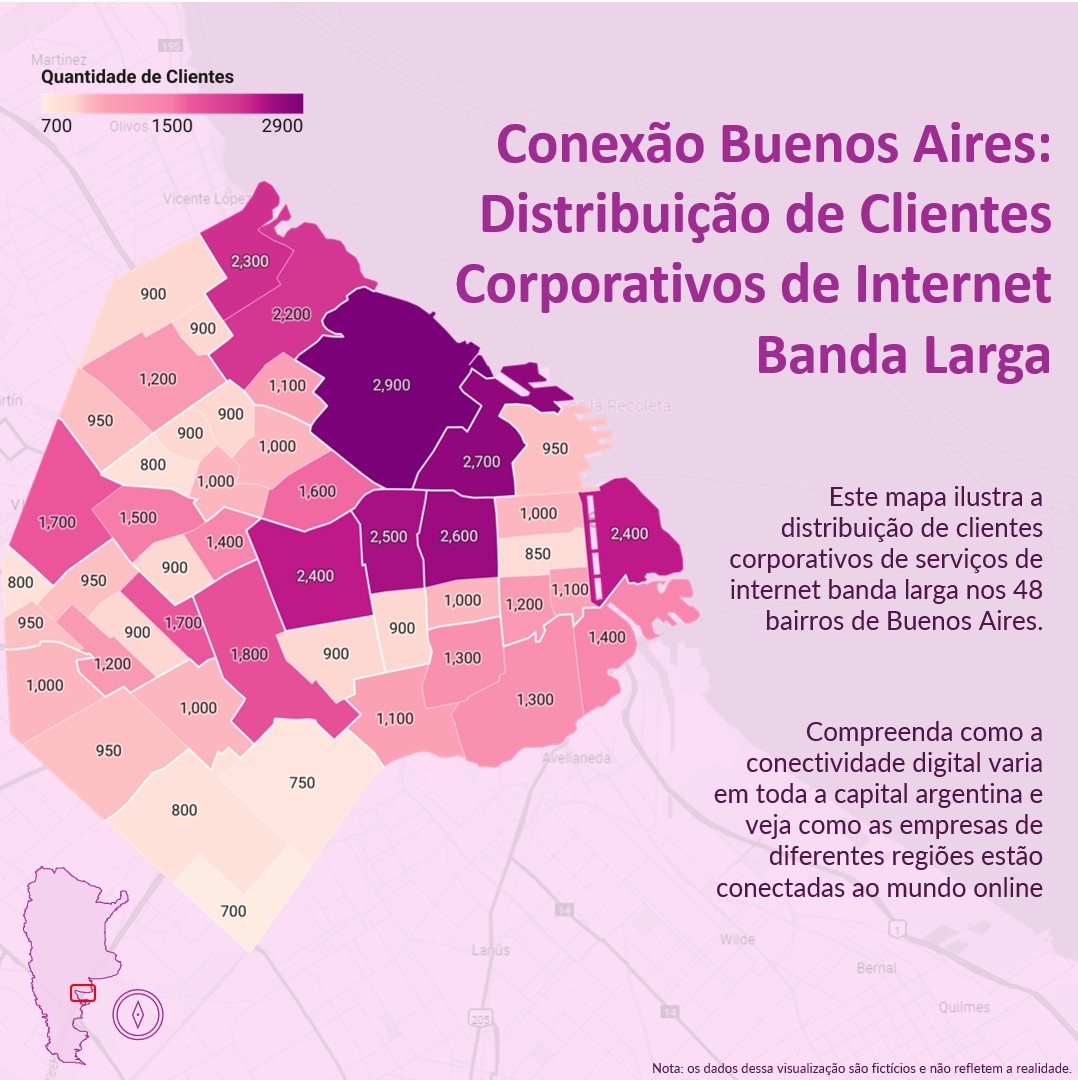 195
Martínez
Quantidade de Clientes
700
Olivos
1500
2900
Conexão Buenos Aires:
Distribuição de Clientes
Corporativos de Internet
Banda Larga
Vicente López
2,300
900
2,200
900
1,200
1,100
2,900
la Recoleta
950
900
900
1,000
950
800
2,700
1,000
1,600
1,700
1,500
1,000
2,500
2,600
2,400
1,400
850
900
2,400
800
950
1,100
1,000
1,200
950
900
1,700
900
1,400
1,200
1,800
900
1,300
1,000
1,000
1,300
1,100
950
750
800
700
Este mapa ilustra a
distribuição de clientes
corporativos de serviços de
internet banda larga nos 48
bairros de Buenos Aires.
Compreenda como a
conectividade digital varia
em toda a capital argentina e
veja como as empresas de
diferentes regiões estão
conectadas ao mundo online
Avellaneda
14
Lanús
Wilde
1
Bernal
Quilmes
205
14
Nota: os dados dessa visualização são fictícios e não refletem a realidade.